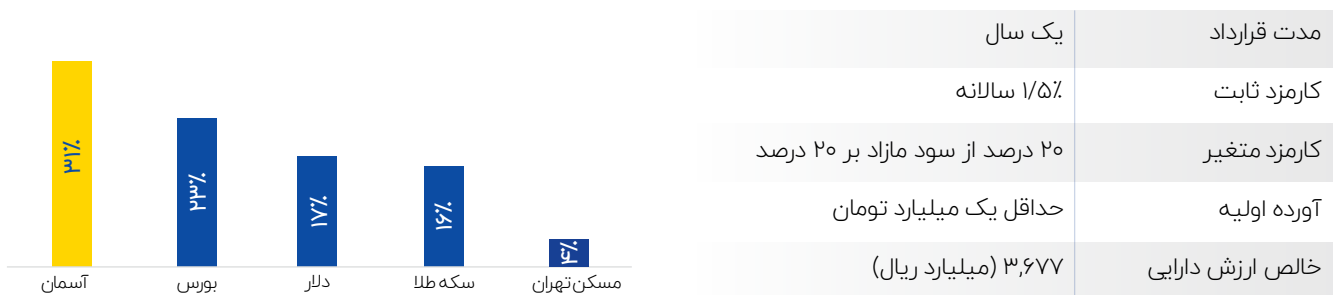 مدت قرارداد یک سال
کارمزد ثابت ۱/۵٪ سالانه
کارمزد متغیر ۲۰ درصد از سود مازاد بر ۲۰ درصد
آورده اولیه حداقل یک میلیارد تومان
خالص ارزش دارایی ۳,۶۷۷ (میلیارد ریال)
۳۱٪
۲۳٪
۱۷٪
۱۶٪
۴٪
آسمان
بورس
دلار
سکه طلا
مسکن تهران